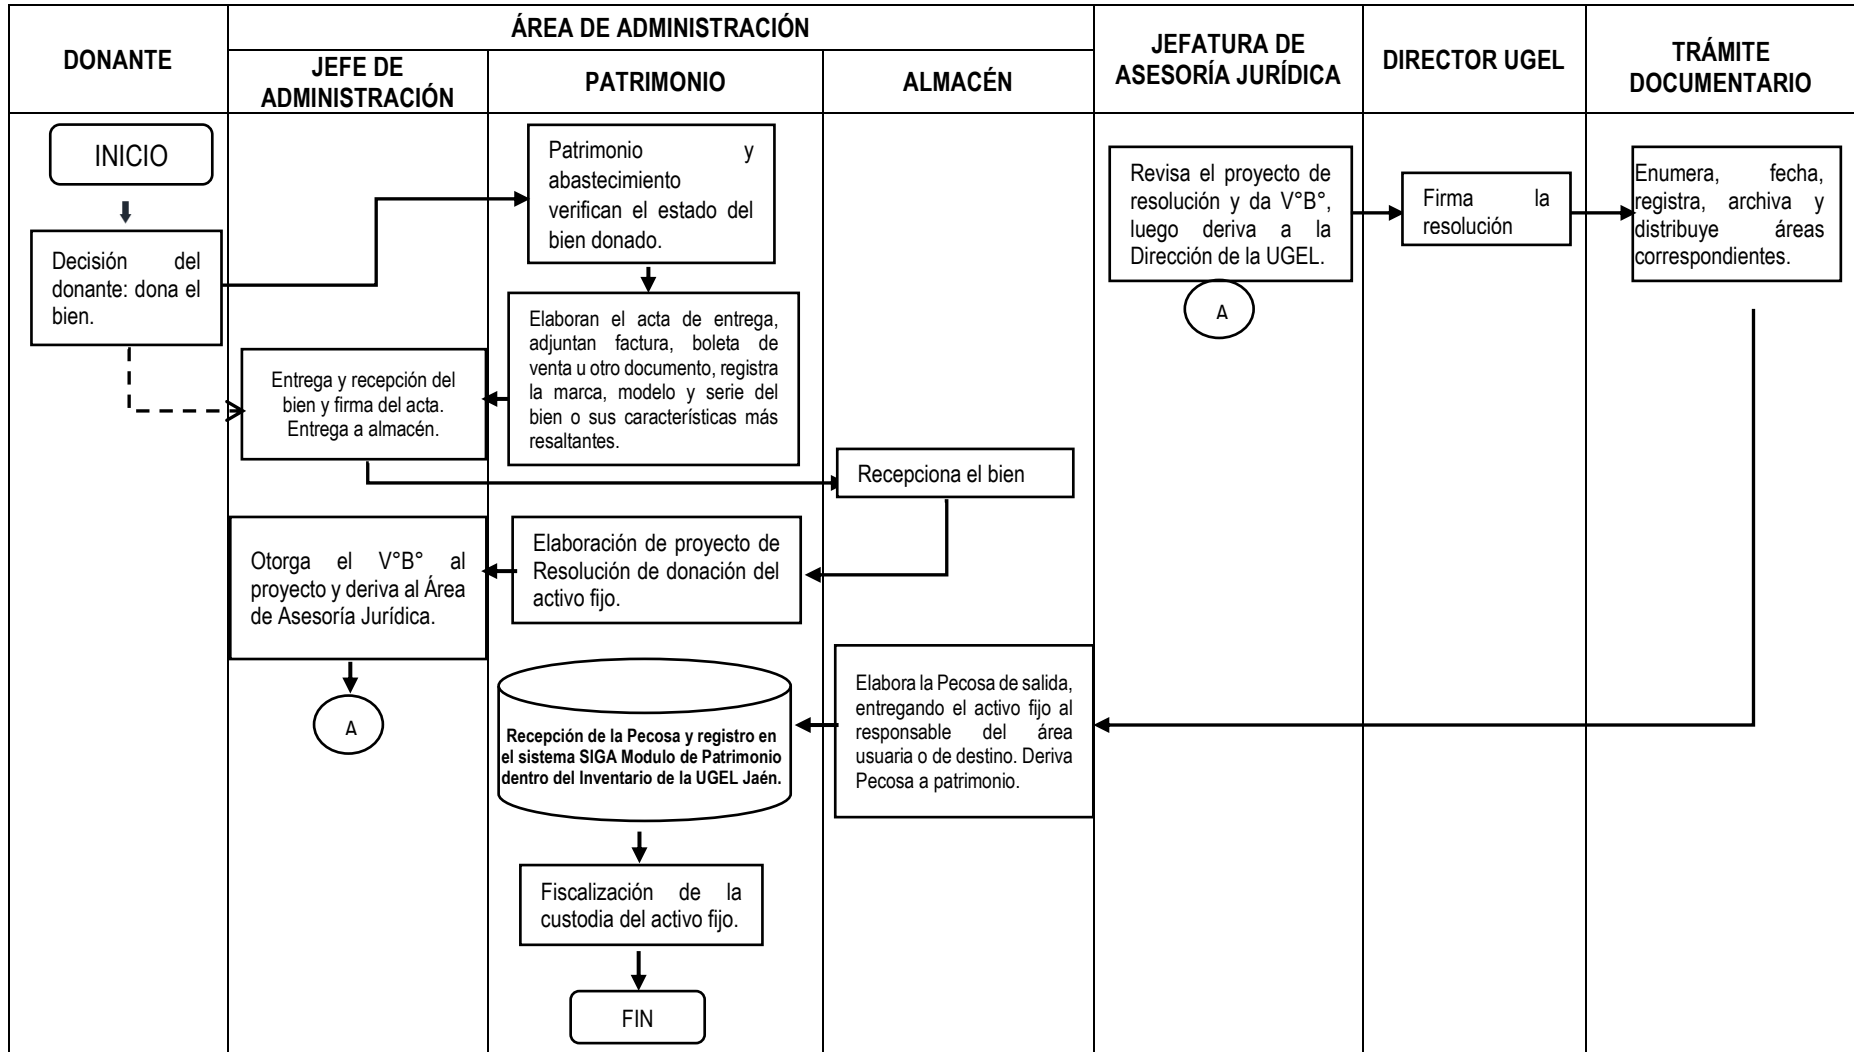 DONANTE
ÁREA DE ADMINISTRACIÓN
JEFE DE
ADMINISTRACIÓN
PATRIMONIO
ALMACÉN
JEFATURA DE
ASESORÍA JURÍDICA
DIRECTOR UGEL
TRÁMITE
DOCUMENTARIO
INICIO
Decisión del
donante: dona el
bien.
Patrimonio y
abastecimiento
verifican el estado del
bien donado.
Elaboran el acta de entrega,
adjuntan factura, boleta de
venta u otro documento, registra
la marca, modelo y serie del
bien o sus características más
resaltantes.
Entrega y recepción del
bien y firma del acta.
Entrega a almacén.
Recepciona el bien
Elaboración de proyecto de
Resolución de donación del
activo fijo.
Otorga el V°B° al
proyecto y deriva al Área
de Asesoría Jurídica.
A
Revisa el proyecto de
resolución y da V°B°,
luego deriva a la
Dirección de la UGEL.
A
Firma la
resolución
Enumera, fecha,
registra, archiva y
distribuye áreas
correspondientes.
Elabora la Pecosa de salida,
entregando el activo fijo al
responsable del área
usuaria o de destino. Deriva
Pecosa a patrimonio.
Recepción de la Pecosa y registro en
el sistema SIGA Modulo de Patrimonio
dentro del Inventario de la UGEL Jaén.
Fiscalización de la
custodia del activo fijo.
FIN